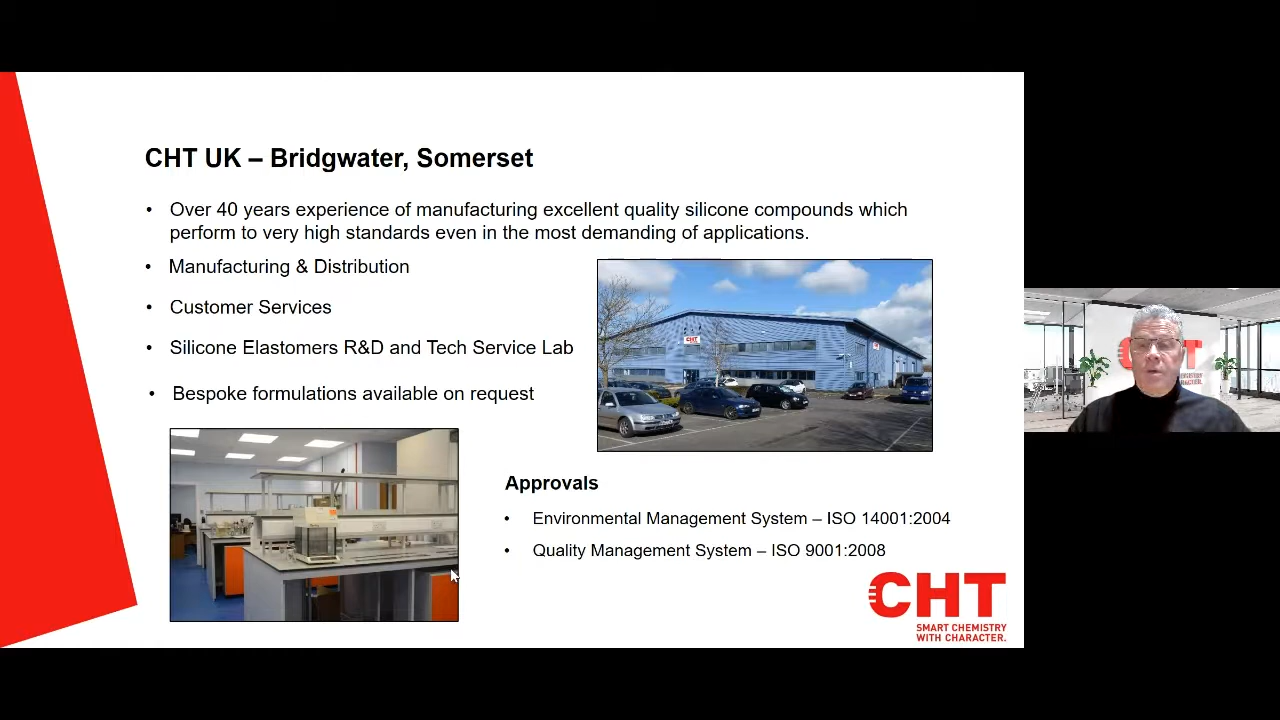 CHT UK – Bridgwater, Somerset
• Over 40 years experience of manufacturing excellent quality silicone compounds which
perform to very high standards even in the most demanding of applications.
• Manufacturing & Distribution
• Customer Services
• Silicone Elastomers R&D and Tech Service Lab
• Bespoke formulations available on request
CHT
Approvals
• Environmental Management System – ISO 14001:2004
• Quality Management System – ISO 9001:2008
CHT
SMART CHEMISTRY
WITH CHARACTER.